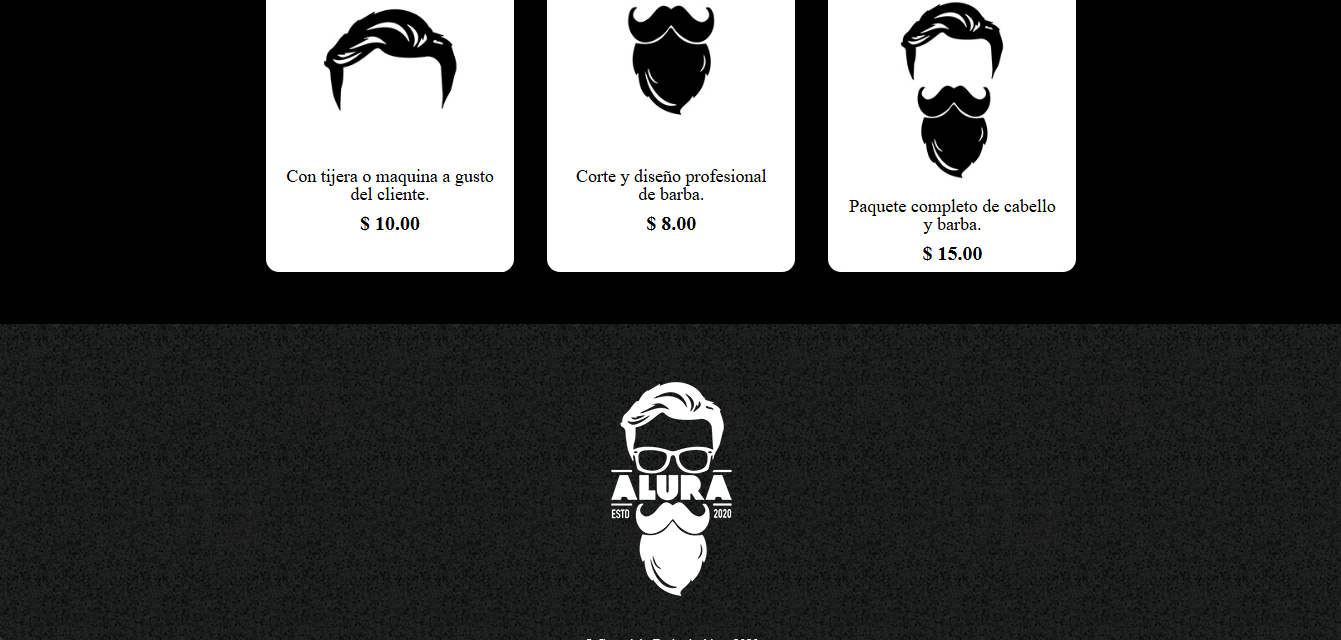 Con tijera o maquina a gusto
del cliente.
$ 10.00
Corte y diseño profesional
de barba.
$ 8.00
Paquete completo de cabello
y barba.
$ 15.00
ALURA
ESTD 2020